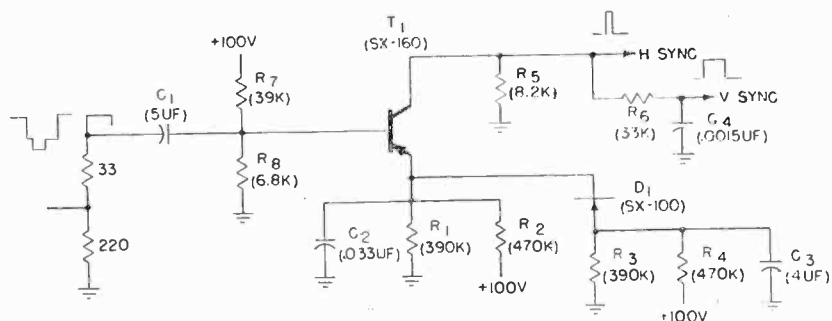 T1
(SX-160)
+100V
H SYNC
R7
(39K)
R5
(8.2K)
V SYNC
C1
(5UF)
R6
(33K)
C4
(.0015UF)
33
R8
(6.8K)
D1
(SX-100)
220
C2
(.033UF)
R1
(390K)
R2
(470K)
+100V
R3
(390K)
R4
(470K)
C3
(4UF)
+100V